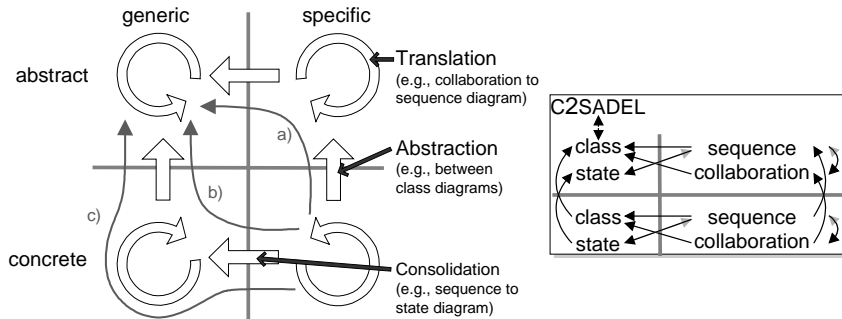 generic
specific
abstract
Translation
(e.g., collaboration to
sequence diagram)
a)
Abstraction
(e.g., between
class diagrams)
b)
c)
concrete
Consolidation
(e.g., sequence to
state diagram)
C2SADEL
class
sequence
state
collaboration
class
sequence
state
collaboration